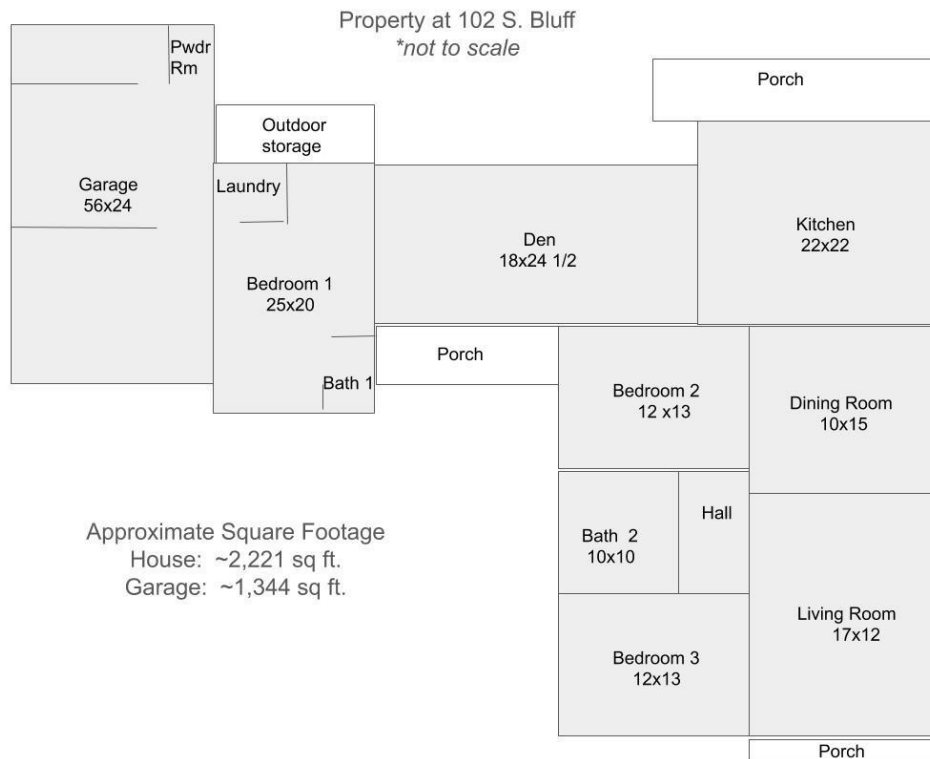 Property at 102 S. Bluff
*not to scale
Pwdr
Rm
Porch
Outdoor
storage
Garage
56x24
Laundry
Kitchen
22x22
Den
18x24 1/2
Bedroom 1
25x20
Porch
Bath 1
Bedroom 2
12 x13
Dining Room
10x15
Hall
Bath  2
10x10
Approximate Square Footage
House:  ~2,221 sq ft.
Garage:  ~1,344 sq ft.
Living Room
17x12
Bedroom 3
12x13
Porch